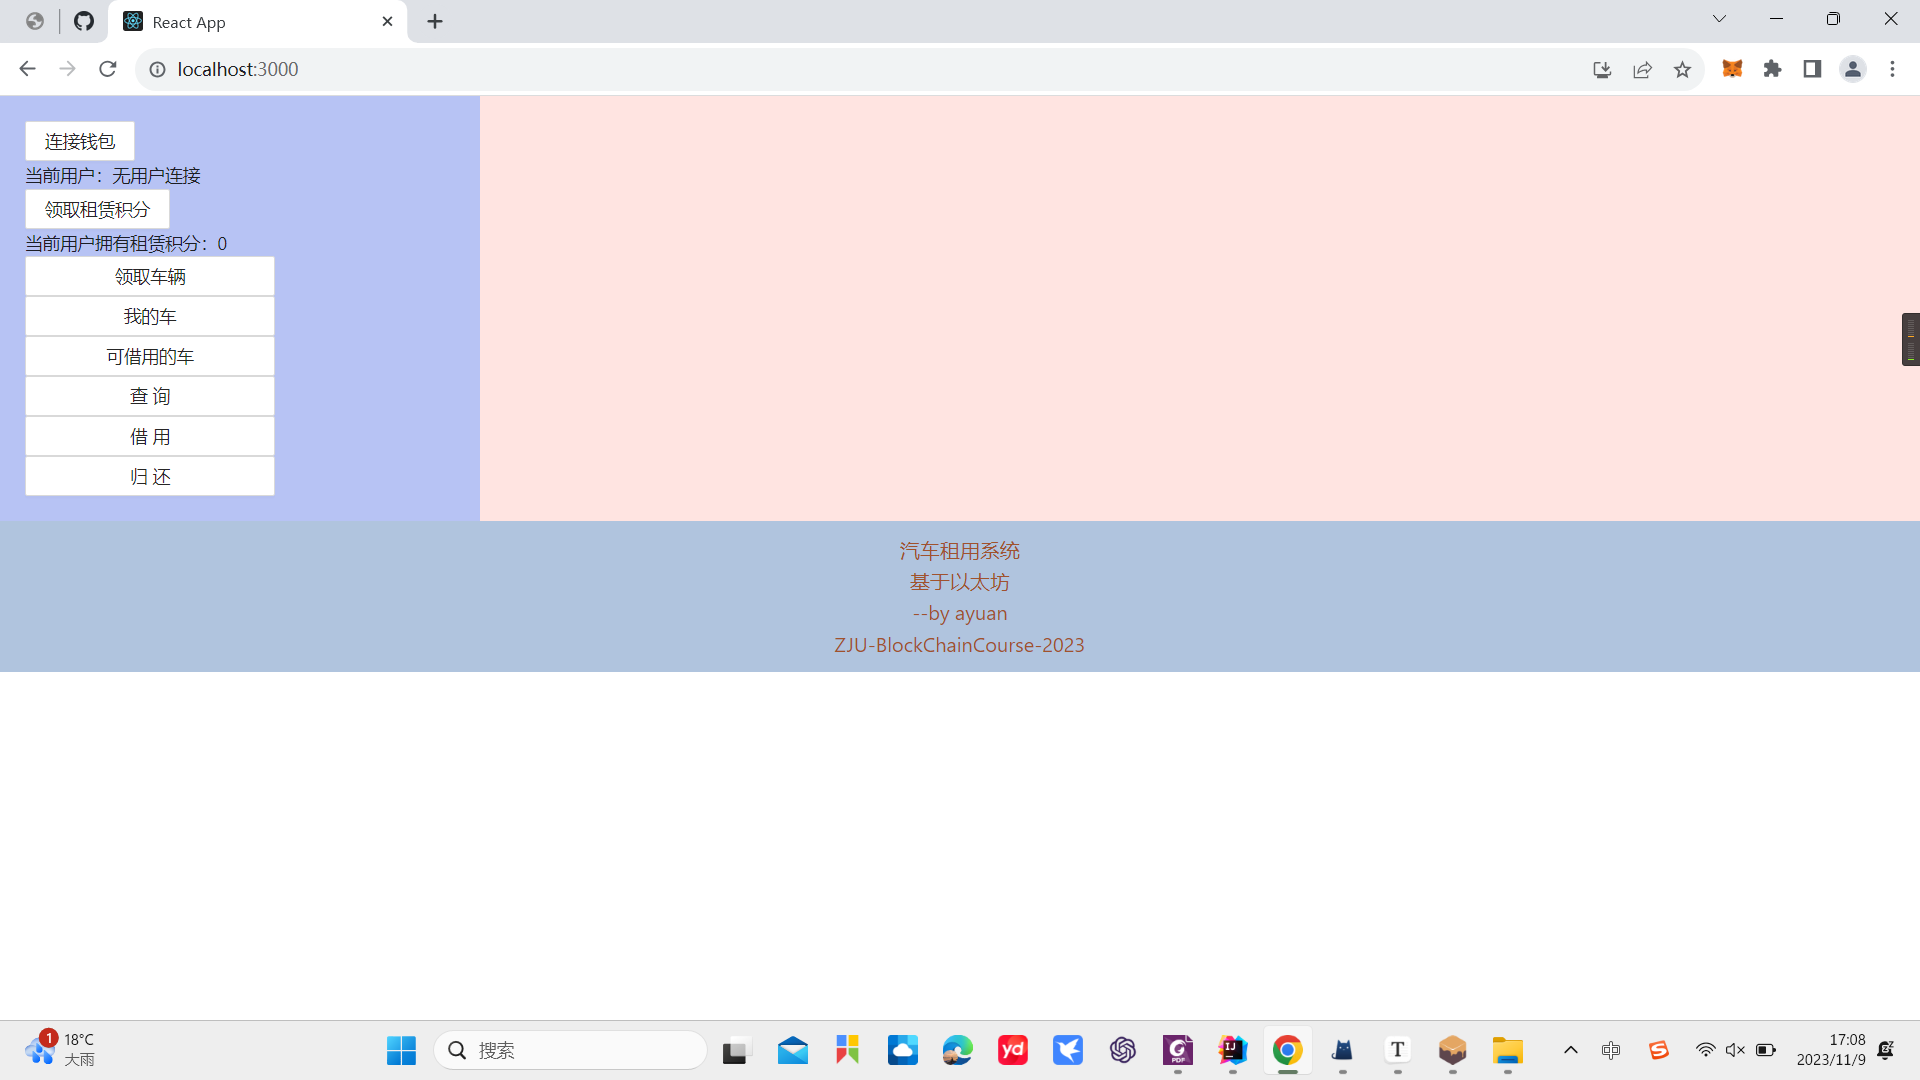 React App
localhost:3000
连接钱包
当前用户：无用户连接
领取租赁积分
当前用户拥有租赁积分：0
领取车辆
我的车
可借用的车
查 询
借 用
归 还
汽车租用系统
基于以太坊
--by ayuan
ZJU-BlockChainCourse-2023
1
18°C
大雨
搜索
yd
G
PDF
IJ
T
中
S
17:08
2023/11/9